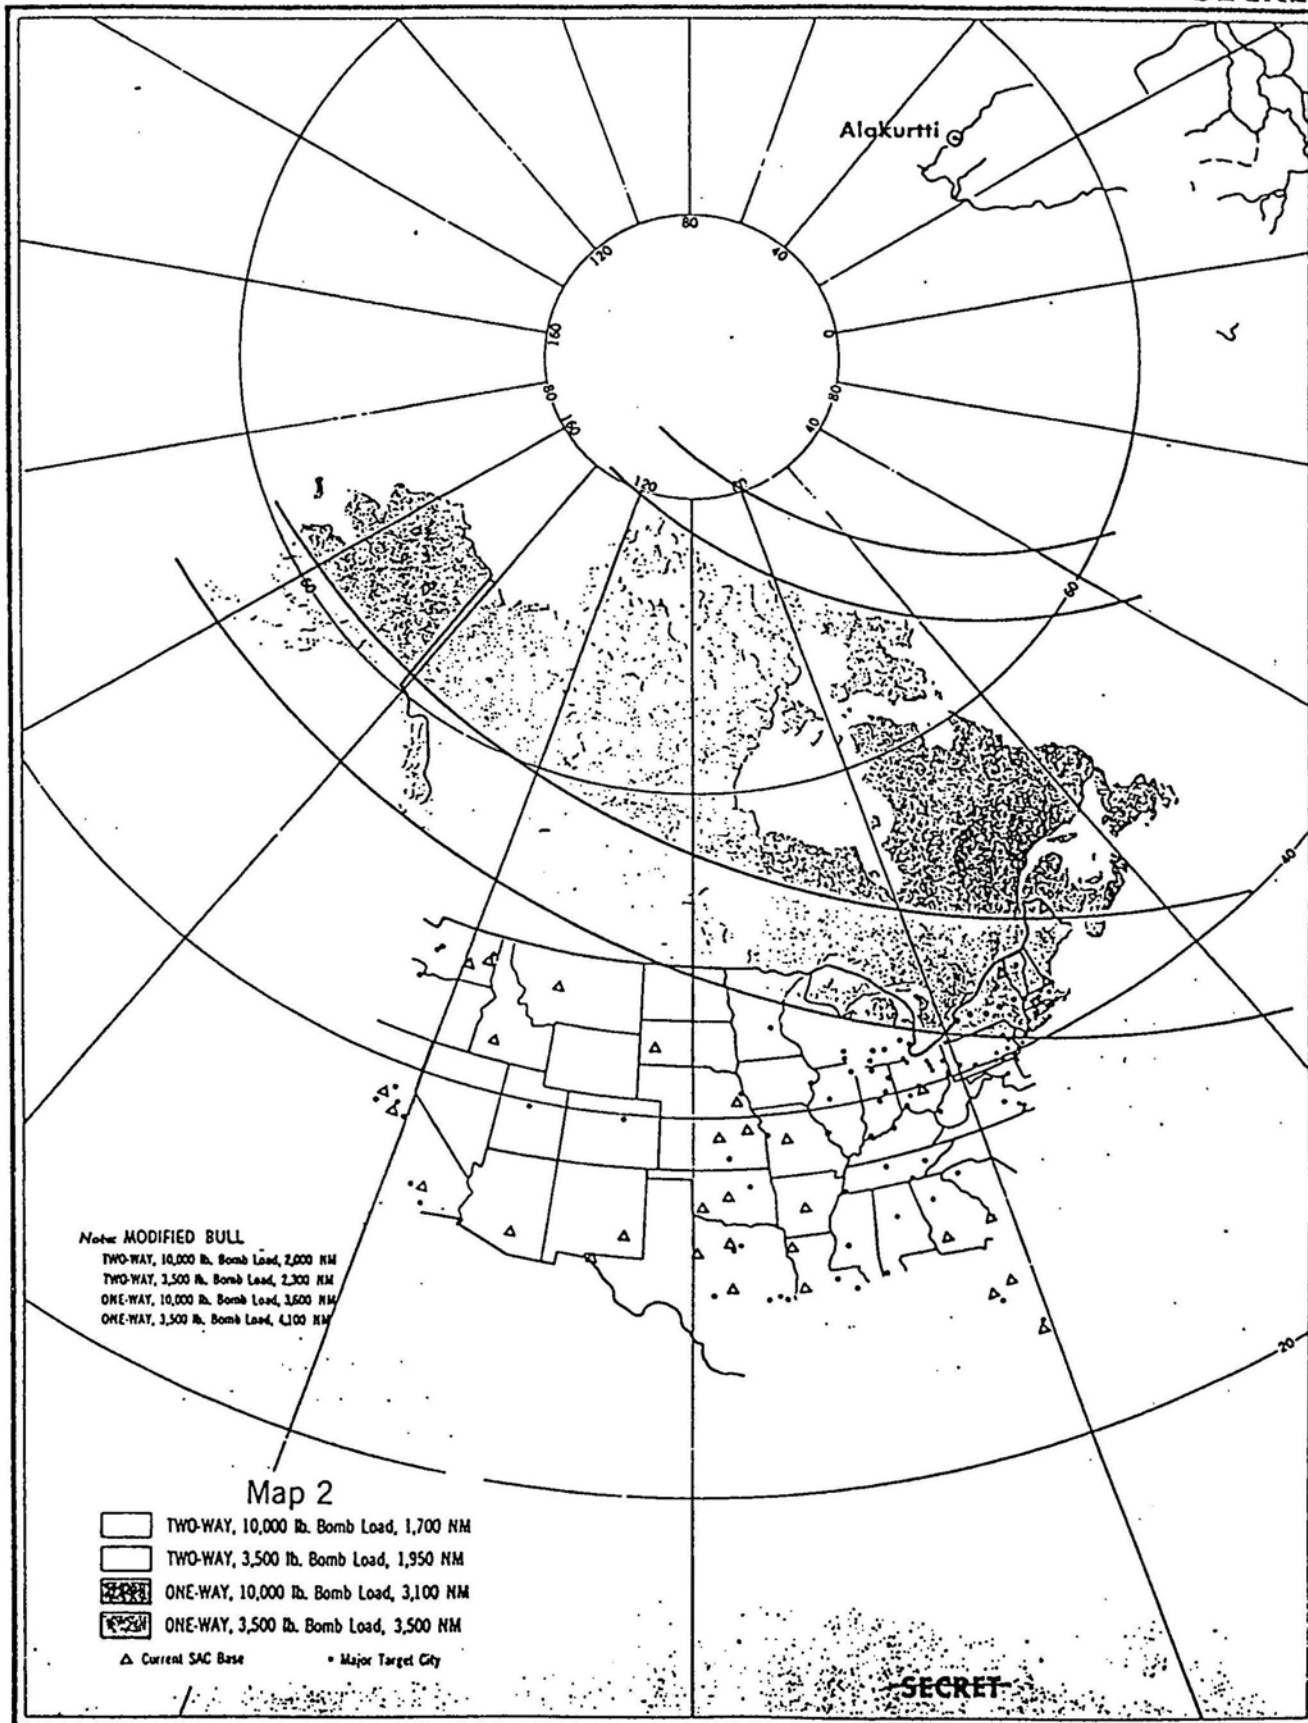 Alakurtti
80
120
40
160
0
80
80
160
40
120
60
60
40
20
Note: MODIFIED BULL
TWO-WAY, 10,000 lb. Bomb Load, 2,000 NM
TWO-WAY, 3,500 lb. Bomb Load, 2,300 NM
ONE-WAY, 10,000 lb. Bomb Load, 3,600 NM
ONE-WAY, 3,500 lb. Bomb Load, 4,100 NM
Map 2
TWO-WAY, 10,000 lb. Bomb Load, 1,700 NM
TWO-WAY, 3,500 lb. Bomb Load, 1,950 NM
ONE-WAY, 10,000 lb. Bomb Load, 3,100 NM
ONE-WAY, 3,500 lb. Bomb Load, 3,500 NM
Current SAC Base
Major Target City
SECRET